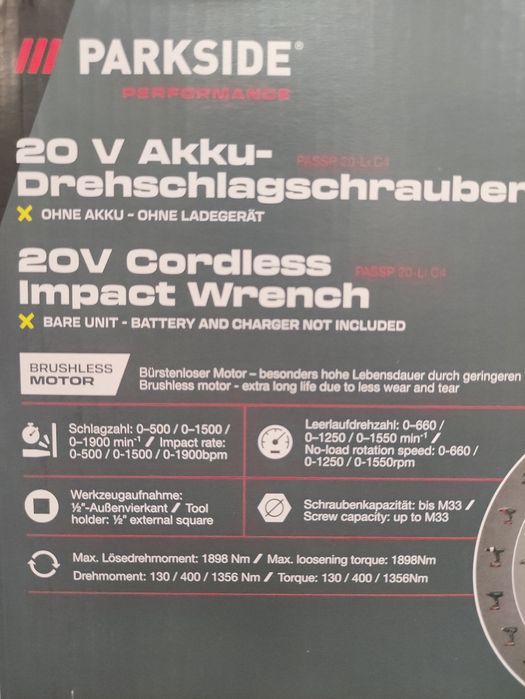 PARKSIDE®
PERFORMANCE
20 V Akku- PASSP 20-Li C4
Drehschlagschrauber
OHNE AKKU – OHNE LADEGERÄT
20V Cordless PASSP 20-Li C4
Impact Wrench
BARE UNIT - BATTERY AND CHARGER NOT INCLUDED
BRUSHLESS
MOTOR
Bürstenloser Motor – besonders hohe Lebensdauer durch geringeren
Brushless motor - extra long life due to less wear and tear
Schlagzahl: 0–500 / 0–1500 /
0–1900 min⁻¹ / Impact rate:
0-500 / 0-1500 / 0-1900bpm
Leerlaufdrehzahl: 0–660 /
0–1250 / 0–1550 min⁻¹ /
No-load rotation speed: 0-660 /
0-1250 / 0-1550rpm
Werkzeugaufnahme:
½"-Außenvierkant / Tool
holder: ½" external square
Schraubenkapazität: bis M33 /
Screw capacity: up to M33
Max. Lösedrehmoment: 1898 Nm / Max. loosening torque: 1898Nm
Drehmoment: 130 / 400 / 1356 Nm / Torque: 130 / 400 / 1356Nm